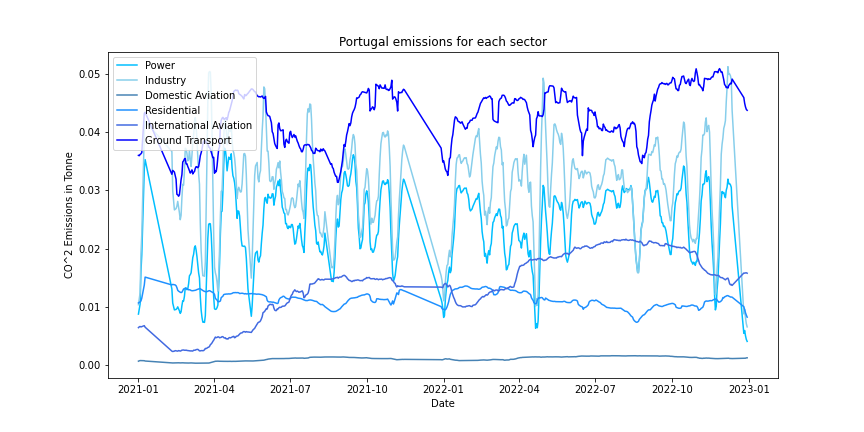 Portugal emissions for each sector
Power
Industry
Domestic Aviation
Residential
International Aviation
Ground Transport
CO^2 Emissions in Tonne
0.05
0.04
0.03
0.02
0.01
0.00
2021-01 2021-04 2021-07 2021-10 2022-01 2022-04 2022-07 2022-10 2023-01
Date